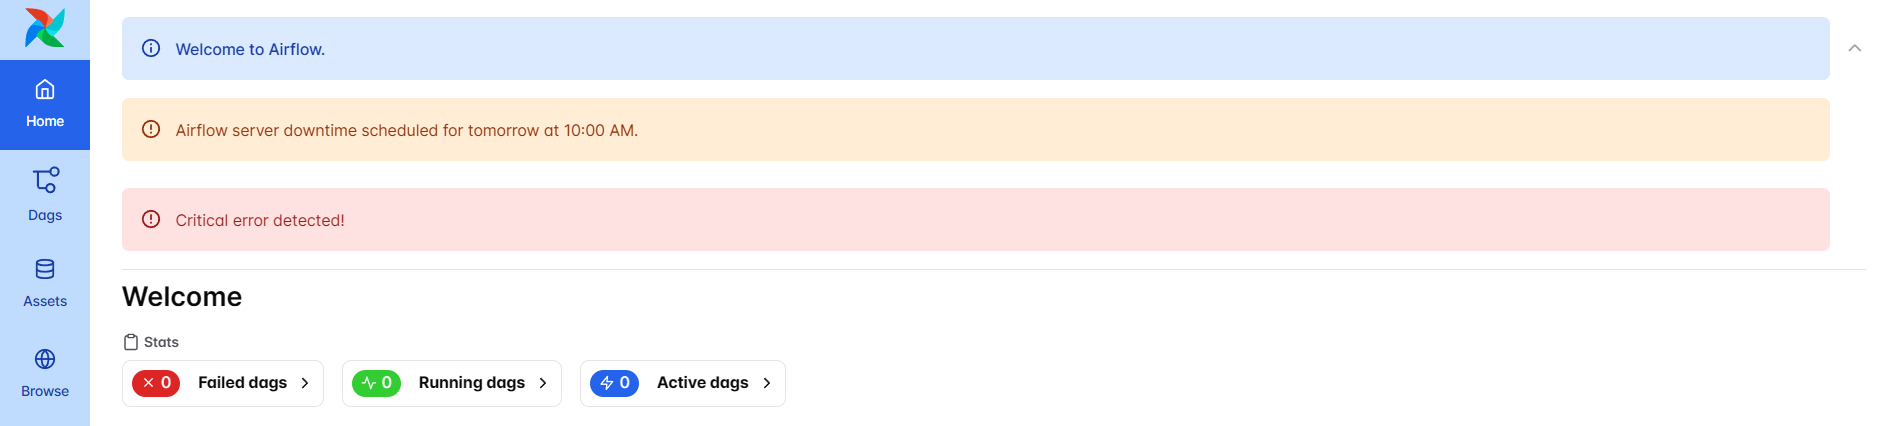 Welcome to Airflow.
Home
Airflow server downtime scheduled for tomorrow at 10:00 AM.
Dags
Critical error detected!
Assets
Welcome
Stats
Browse
0 Failed dags
0 Running dags
0 Active dags